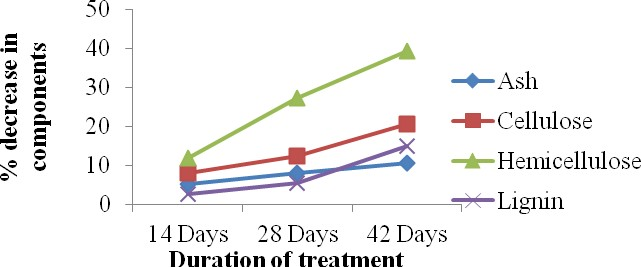 % decrease in
components
50
40
30
20
10
0
14 Days 28 Days 42 Days
Duration of treatment
Ash
Cellulose
Hemicellulose
Lignin